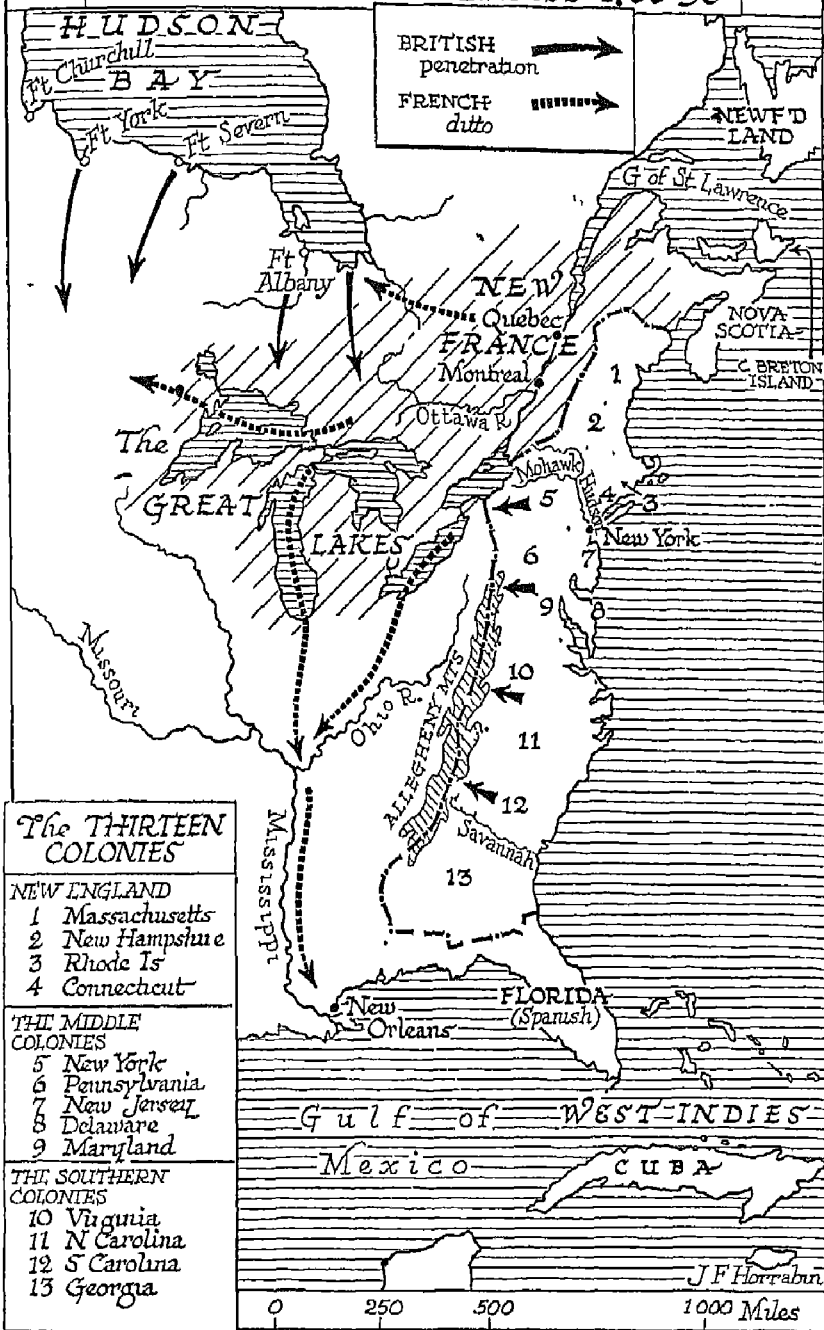 HUDSON
BAY
Ft Churchill
Ft York
Ft Severn
BRITISH
penetration
FRENCH
ditto
NEWF'D
LAND
G of St. Lawrence
Ft
Albany
NEW
FRANCE
Quebec
Montreal
Ottawa R
NOVA
SCOTIA
C BRETON
ISLAND
The
GREAT
LAKES
1
2
Mohawk
Hudson
5
4
3
New York
6
7
9
8
10
11
12
13
Missouri
Ohio R.
ALLEGHENY MTS
Savannah
Mississippi
New
Orleans
FLORIDA
(Spanish)
Gulf of
Mexico
WEST INDIES
CUBA
The THIRTEEN
COLONIES
NEW ENGLAND
1 Massachusetts
2 New Hampshire
3 Rhode Is
4 Connecticut
THE MIDDLE
COLONIES
5 New York
6 Pennsylvania
7 New Jersey
8 Delaware
9 Maryland
THE SOUTHERN
COLONIES
10 Virginia
11 N Carolina
12 S Carolina
13 Georgia
J F Horrabin
0 250 500 1000 Miles